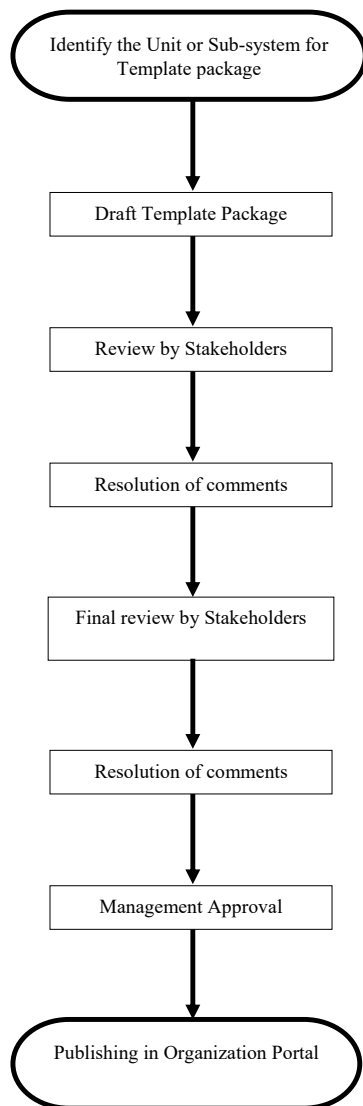 Identify the Unit or Sub-system for
Template package
Draft Template Package
Review by Stakeholders
Resolution of comments
Final review by Stakeholders
Resolution of comments
Management Approval
Publishing in Organization Portal